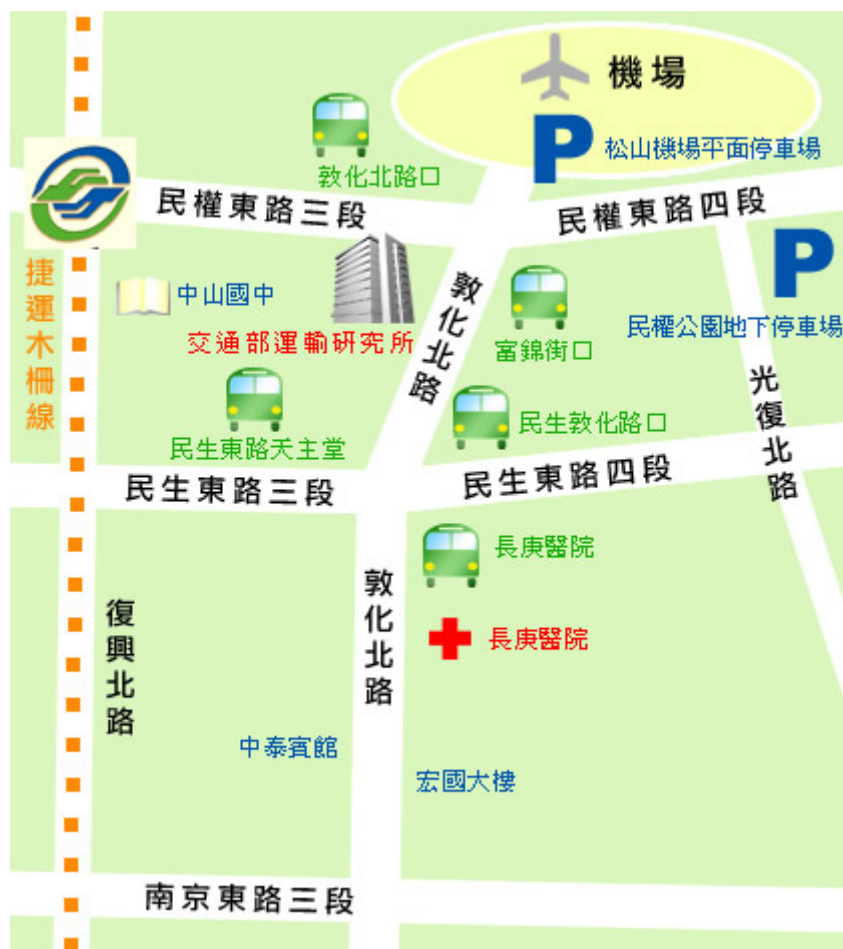 機場
P
松山機場平面停車場
敦化北路口
民權東路三段
民權東路四段
P
捷運木柵線
中山國中
敦化北路
富錦街口
民權公園地下停車場
交通部運輸研究所
光復北路
民生東路天主堂
民生敦化路口
民生東路三段
民生東路四段
長庚醫院
敦化北路
復興北路
長庚醫院
中泰賓館
宏國大樓
南京東路三段